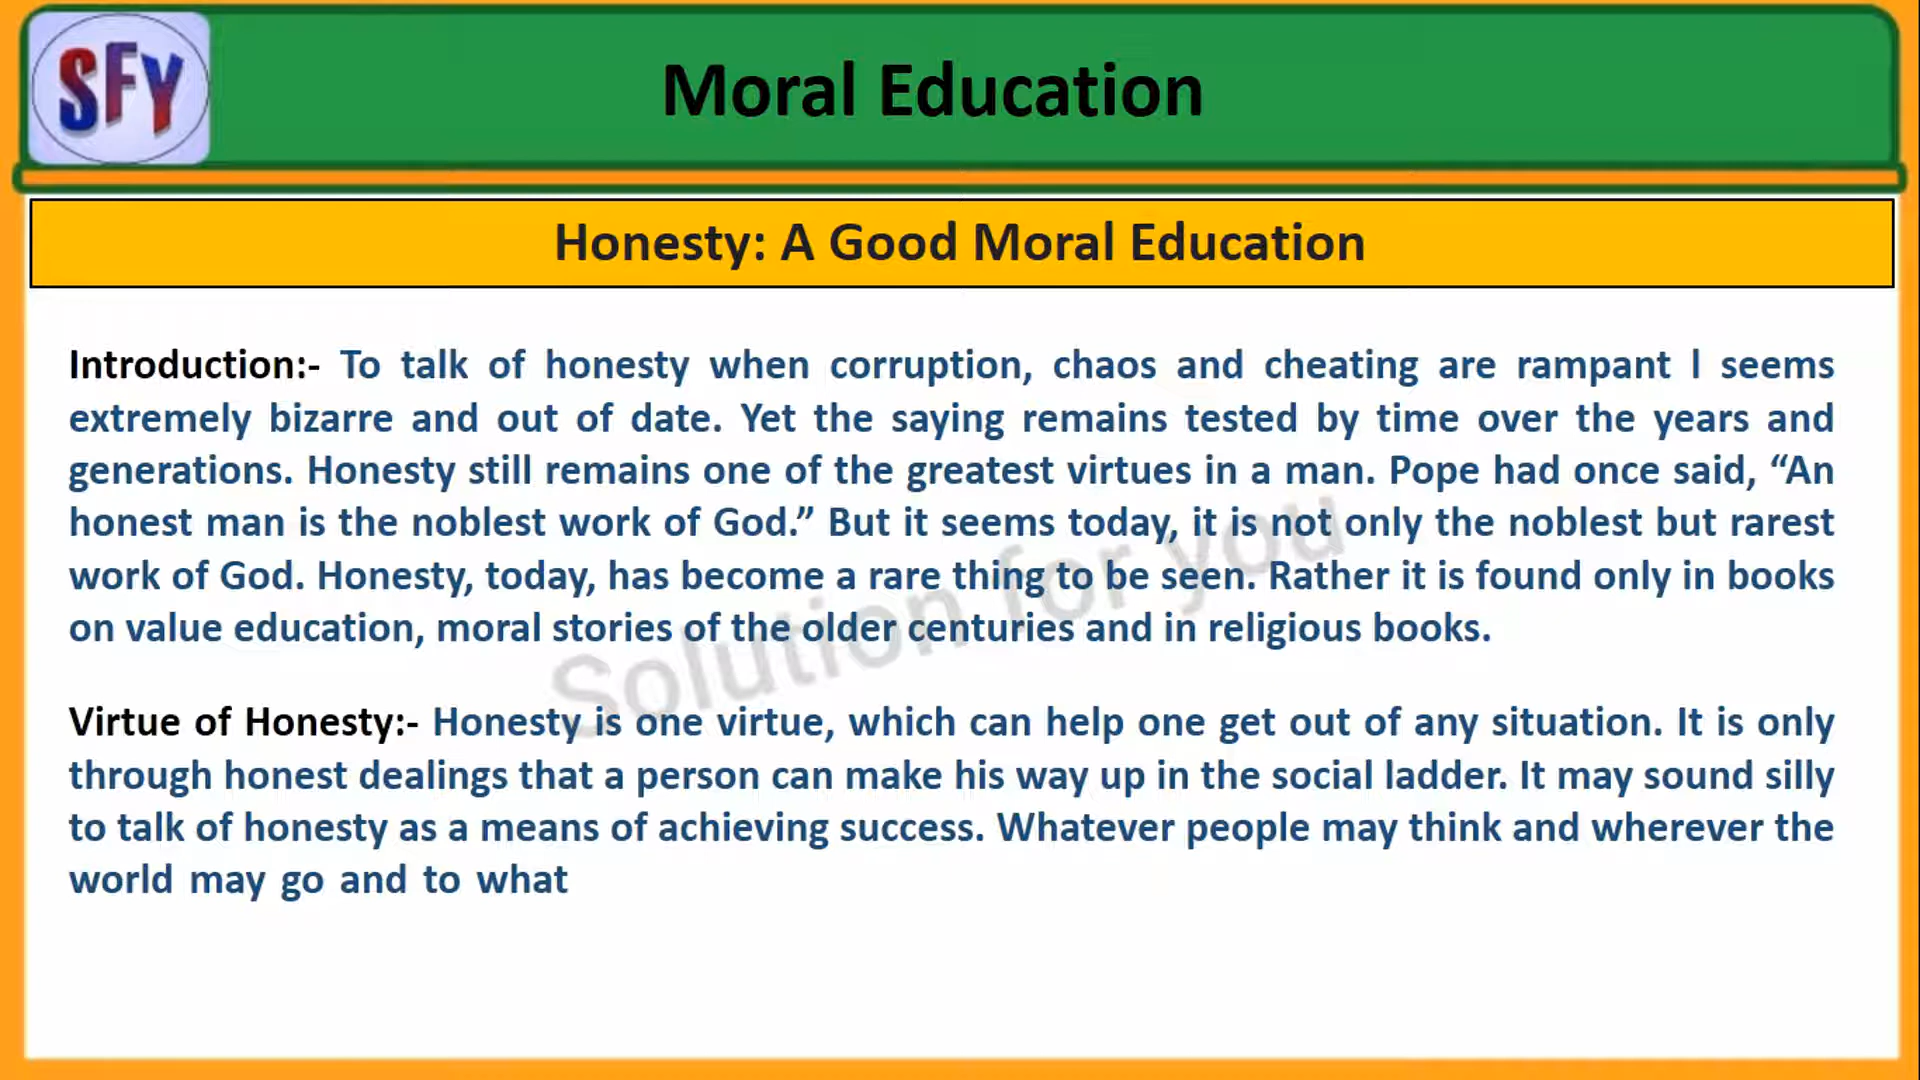 SFY
Moral Education
Honesty: A Good Moral Education
Introduction:- To talk of honesty when corruption, chaos and cheating are rampant I seems
extremely bizarre and out of date. Yet the saying remains tested by time over the years and
generations. Honesty still remains one of the greatest virtues in a man. Pope had once said, “An
honest man is the noblest work of God.” But it seems today, it is not only the noblest but rarest
work of God. Honesty, today, has become a rare thing to be seen. Rather it is found only in books
on value education, moral stories of the older centuries and in religious books.
Solution for you
Virtue of Honesty:- Honesty is one virtue, which can help one get out of any situation. It is only
through honest dealings that a person can make his way up in the social ladder. It may sound silly
to talk of honesty as a means of achieving success. Whatever people may think and wherever the
world may go and to what